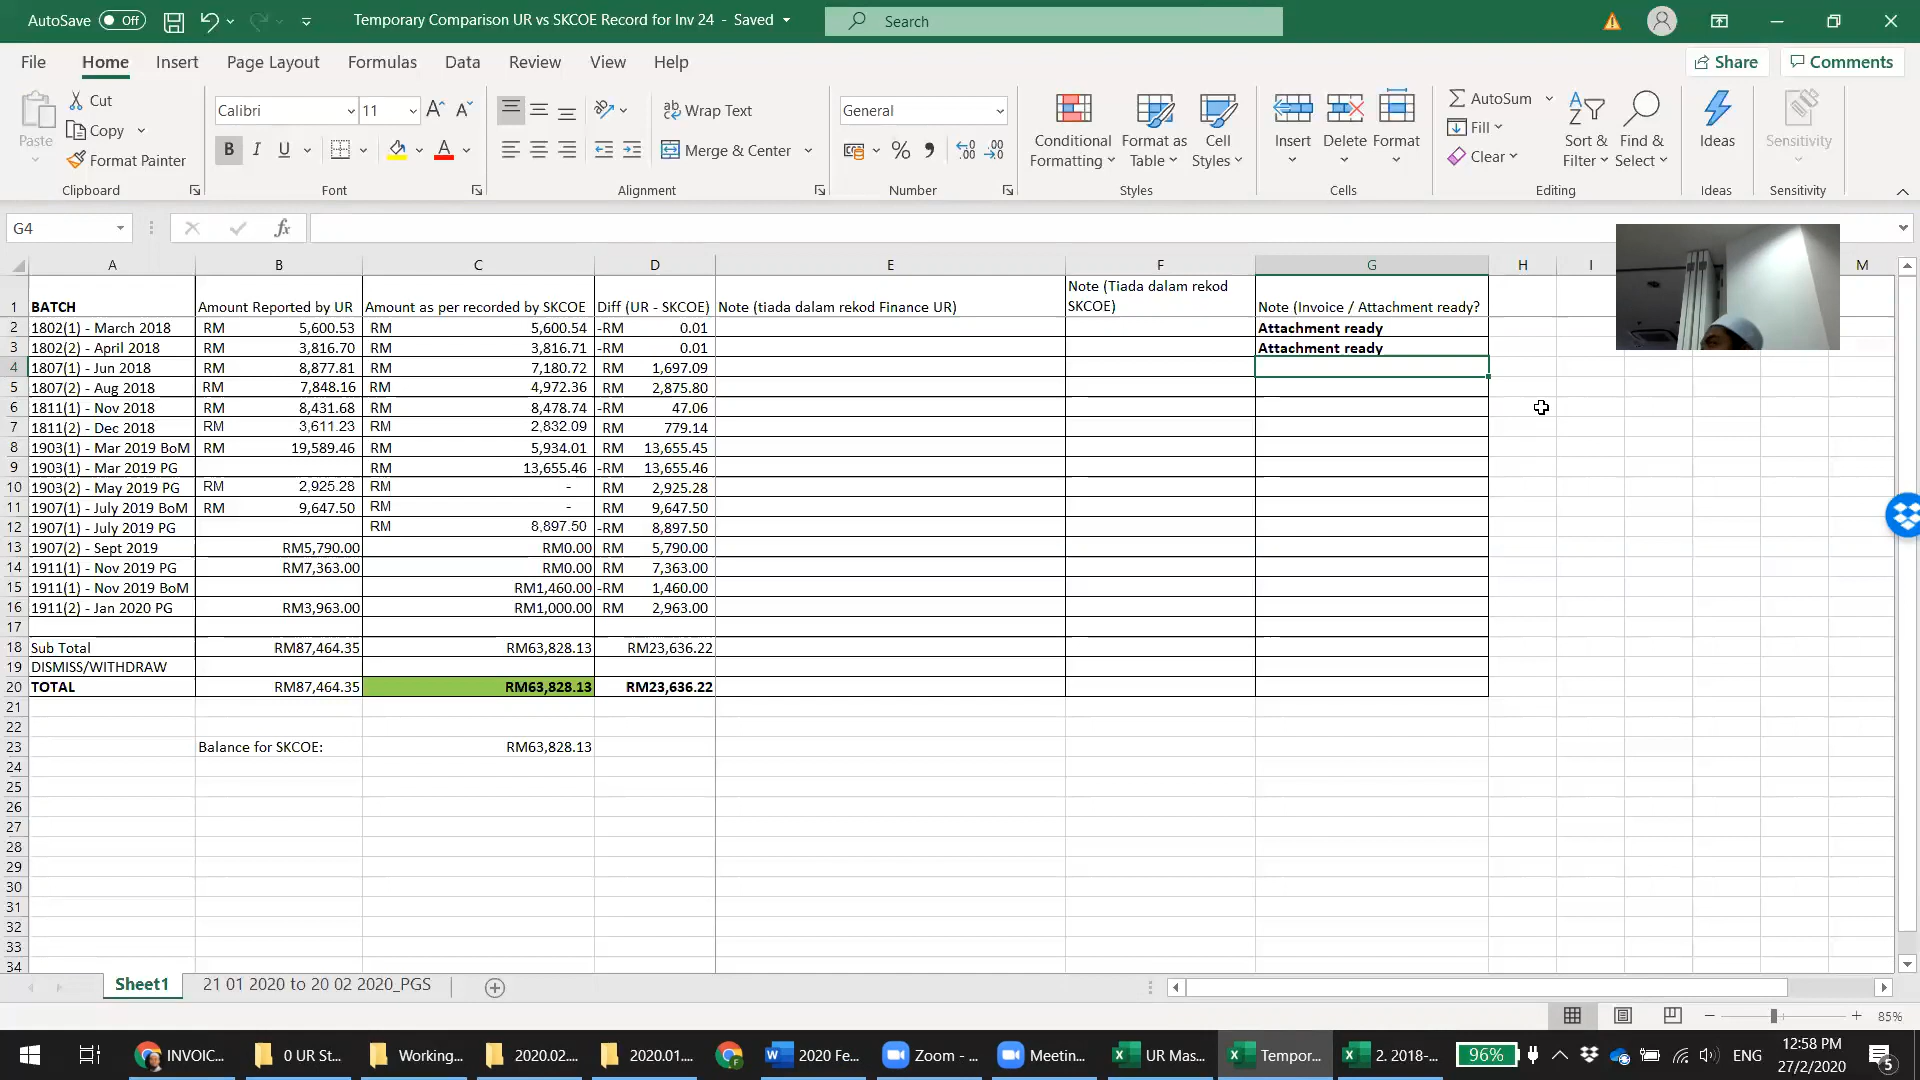 AutoSave Off Temporary Comparison UR vs SKCOE Record for Inv 24 - Saved Search
File Home Insert Page Layout Formulas Data Review View Help Share Comments
Cut Calibri 11 Wrap Text General AutoSum
Paste Copy Merge & Center Conditional Formatting Format as Table Cell Styles Insert Delete Format Fill Sort & Filter Find & Select Ideas Sensitivity
Format Painter Clear
Clipboard Font Alignment Number Styles Cells Editing Ideas Sensitivity
G4 fx
A B C D E F G H I M
1 BATCH Amount Reported by UR Amount as per recorded by SKCOE Diff (UR - SKCOE) Note (tiada dalam rekod Finance UR) Note (Tiada dalam rekod SKCOE) Note (Invoice / Attachment ready?
2 1802(1) - March 2018 RM 5,600.53 RM 5,600.54 -RM 0.01 Attachment ready
3 1802(2) - April 2018 RM 3,816.70 RM 3,816.71 -RM 0.01 Attachment ready
4 1807(1) - Jun 2018 RM 8,877.81 RM 7,180.72 RM 1,697.09
5 1807(2) - Aug 2018 RM 7,848.16 RM 4,972.36 RM 2,875.80
6 1811(1) - Nov 2018 RM 8,431.68 RM 8,478.74 -RM 47.06
7 1811(2) - Dec 2018 RM 3,611.23 RM 2,832.09 RM 779.14
8 1903(1) - Mar 2019 BoM RM 19,589.46 RM 5,934.01 RM 13,655.45
9 1903(1) - Mar 2019 PG RM 13,655.46 -RM 13,655.46
10 1903(2) - May 2019 PG RM 2,925.28 RM - RM 2,925.28
11 1907(1) - July 2019 BoM RM 9,647.50 RM - RM 9,647.50
12 1907(1) - July 2019 PG RM 8,897.50 -RM 8,897.50
13 1907(2) - Sept 2019 RM5,790.00 RM0.00 RM 5,790.00
14 1911(1) - Nov 2019 PG RM7,363.00 RM0.00 RM 7,363.00
15 1911(1) - Nov 2019 BoM RM1,460.00 -RM 1,460.00
16 1911(2) - Jan 2020 PG RM3,963.00 RM1,000.00 RM 2,963.00
17
18 Sub Total RM87,464.35 RM63,828.13 RM23,636.22
19 DISMISS/WITHDRAW
20 TOTAL RM87,464.35 RM63,828.13 RM23,636.22
21
22
23 Balance for SKCOE: RM63,828.13
24
25
26
27
28
29
30
31
32
33
34
Sheet1 21 01 2020 to 20 02 2020_PGS
85%
INVOIC... 0 UR St... Working... 2020.02.... 2020.01.... 2020 Fe... Zoom - ... Meetin... UR Mas... Tempor... 2. 2018-... 96% ENG 12:58 PM
27/2/2020 5